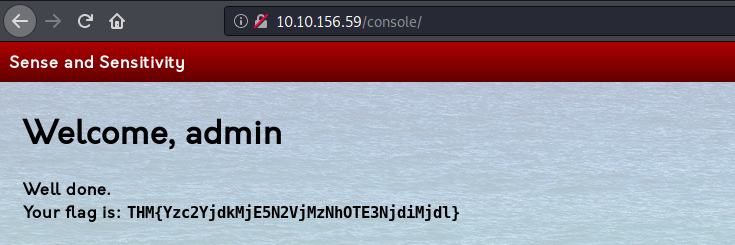 10.10.156.59/console/
Sense and Sensitivity
Welcome, admin
Well done.
Your flag is: THM{Yzc2YjdkMjE5N2VjMzNhOTE3NjdiMjdl}